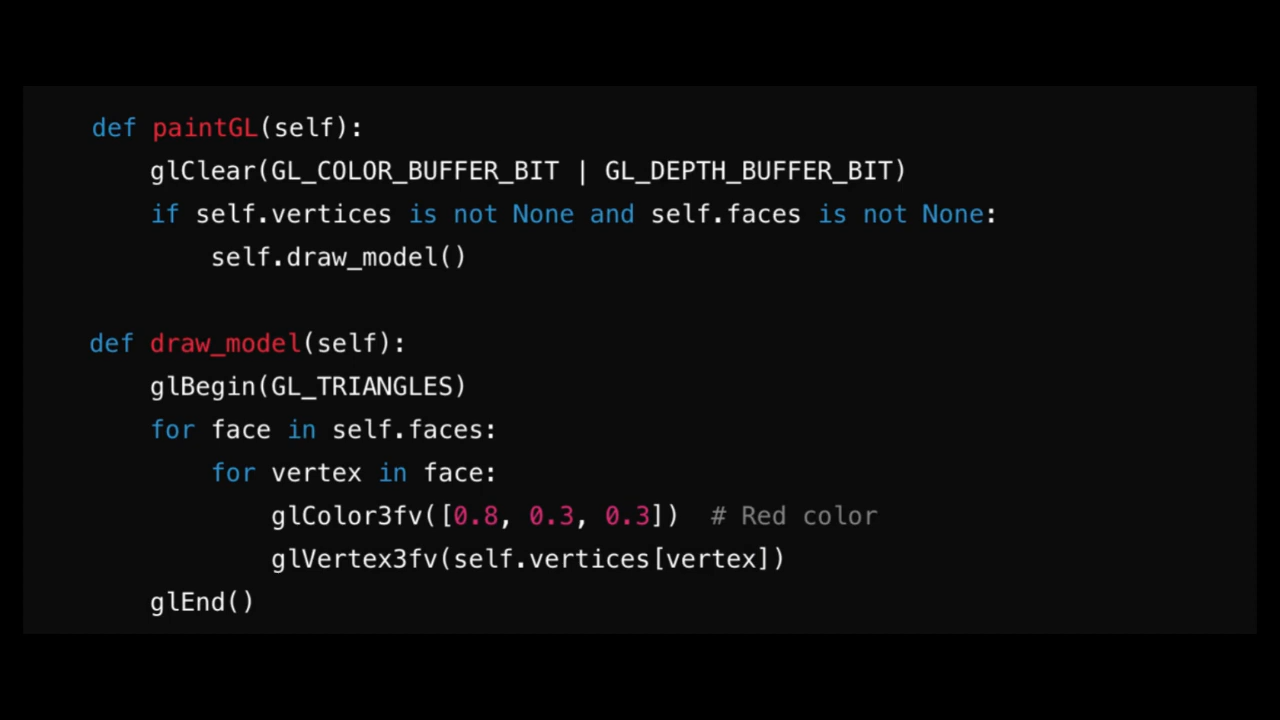 def paintGL(self):
    glClear(GL_COLOR_BUFFER_BIT | GL_DEPTH_BUFFER_BIT)
    if self.vertices is not None and self.faces is not None:
        self.draw_model()
def draw_model(self):
    glBegin(GL_TRIANGLES)
    for face in self.faces:
        for vertex in face:
            glColor3fv([0.8, 0.3, 0.3])  # Red color
            glVertex3fv(self.vertices[vertex])
    glEnd()